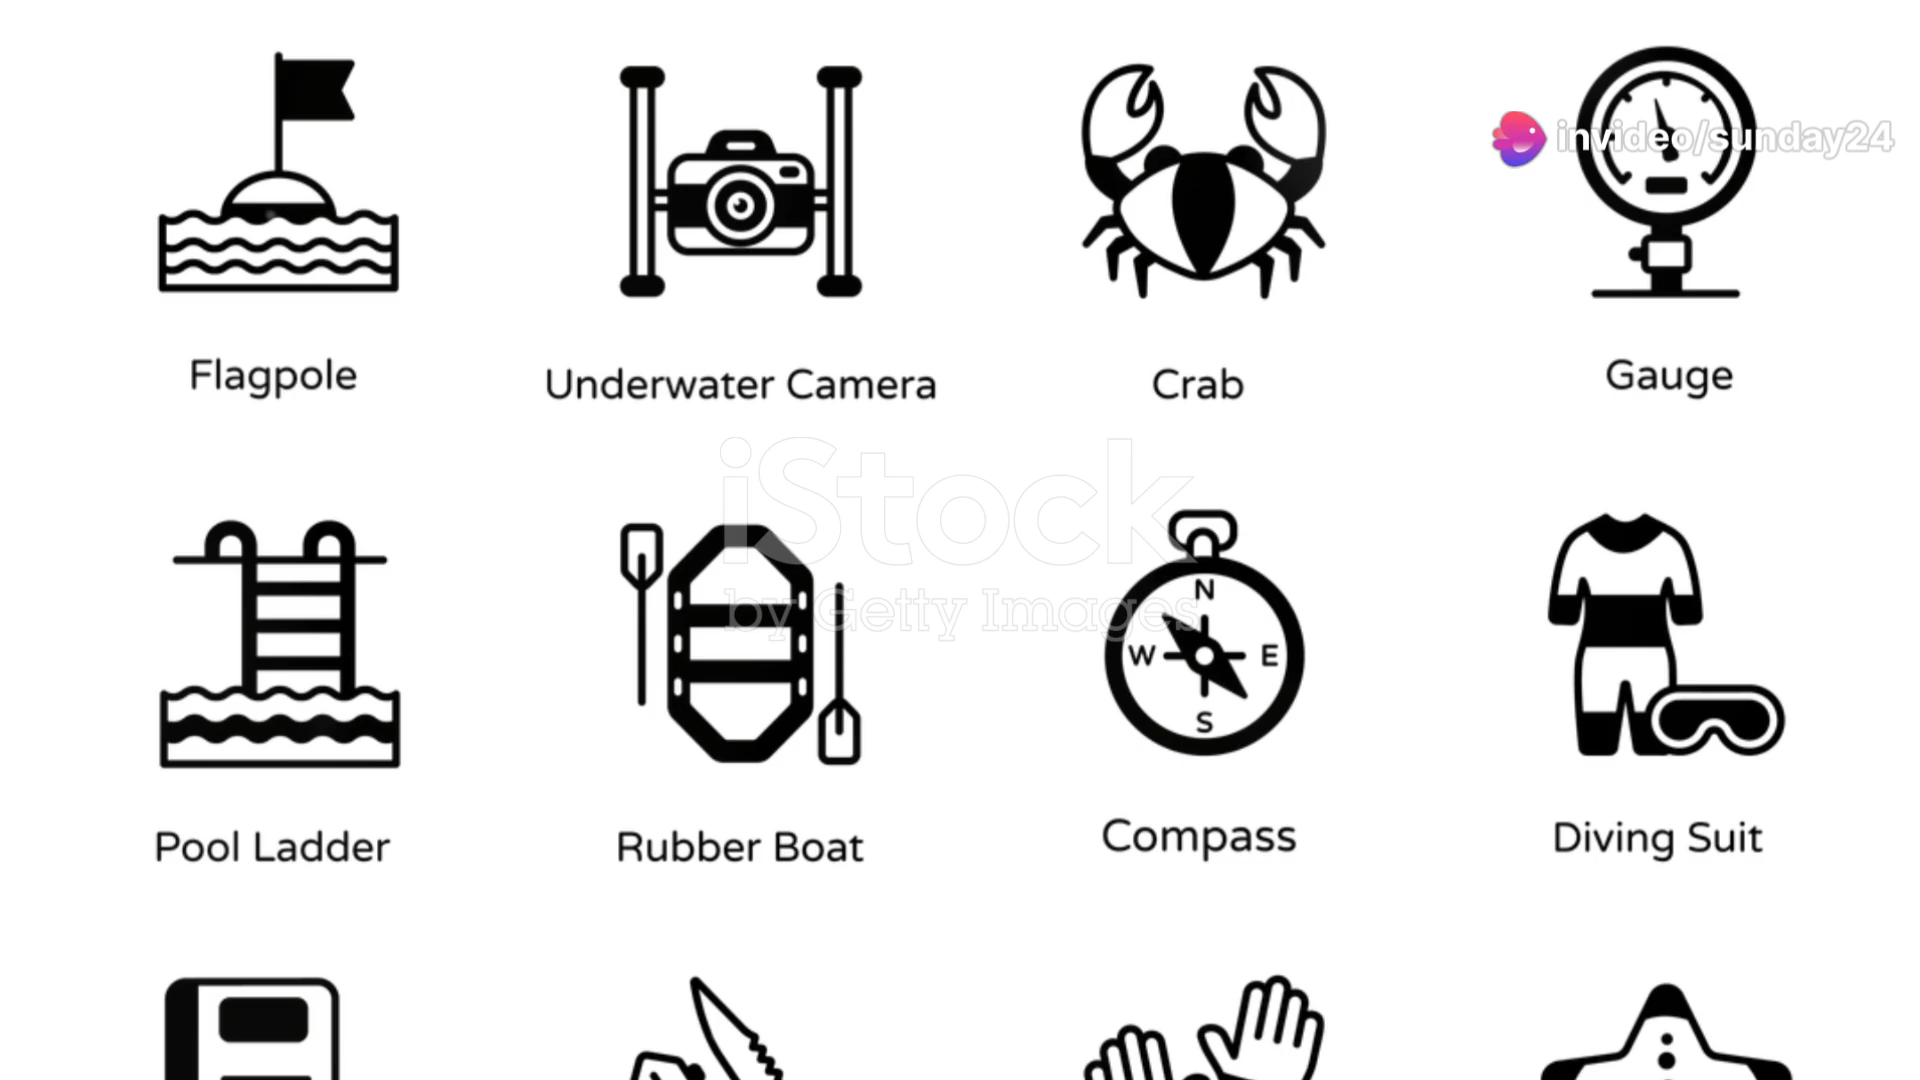 invideo/sunday24
Flagpole
Underwater Camera
Crab
Gauge
iStock
by Getty Images
N
W
E
S
Pool Ladder
Rubber Boat
Compass
Diving Suit